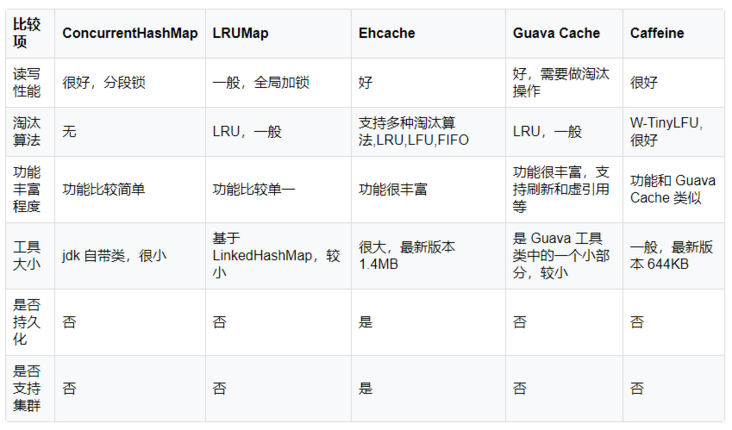 比较项 ConcurrentHashMap LRUMap Ehcache Guava Cache Caffeine
读写性能 很好，分段锁 一般，全局加锁 好 好，需要做淘汰操作 很好
淘汰算法 无 LRU，一般 支持多种淘汰算法,LRU,LFU,FIFO LRU，一般 W-TinyLFU, 很好
功能丰富程度 功能比较简单 功能比较单一 功能很丰富 功能很丰富，支持刷新和虚引用等 功能和 Guava Cache 类似
工具大小 jdk 自带类，很小 基于 LinkedHashMap，较小 很大，最新版本 1.4MB 是 Guava 工具类中的一个小部分，较小 一般，最新版本 644KB
是否持久化 否 否 是 否 否
是否支持集群 否 否 是 否 否